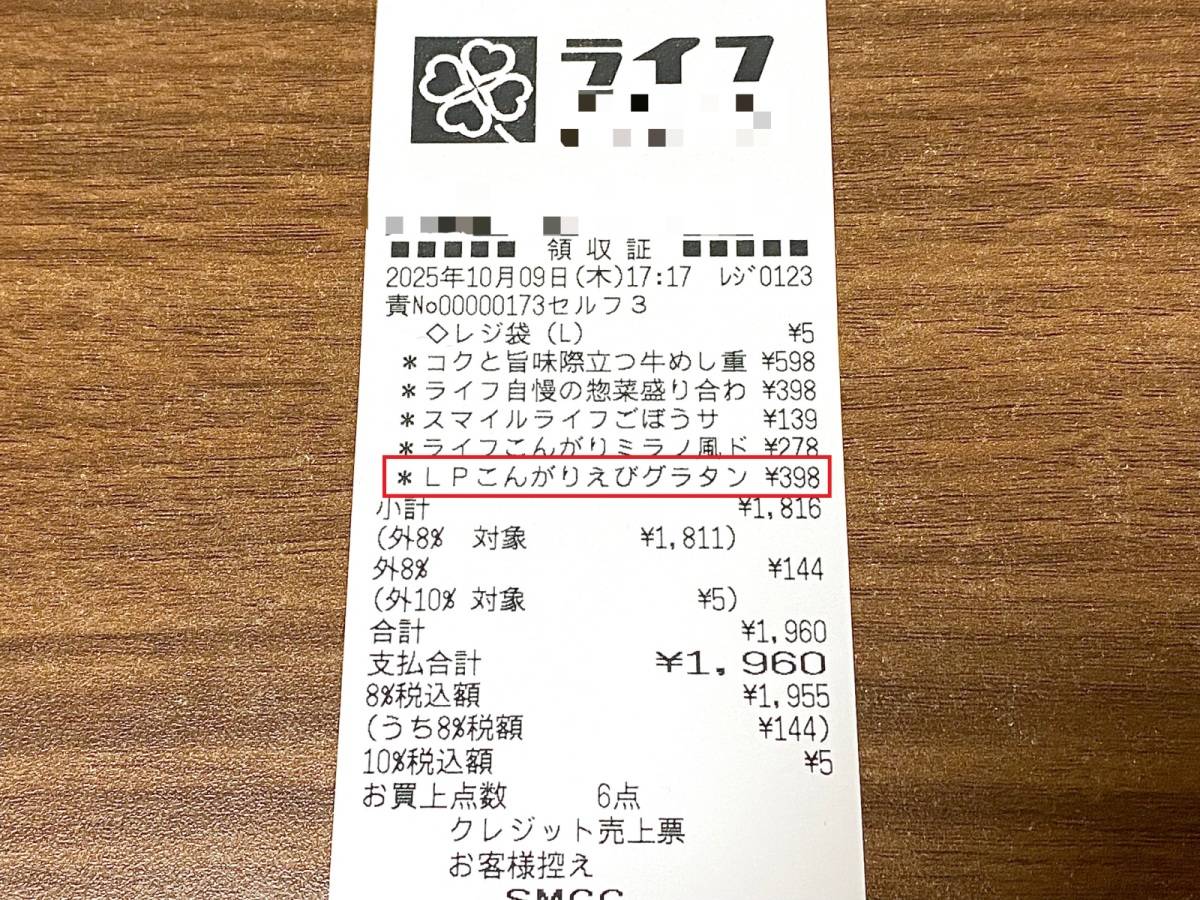 ライフ
■■■■■ 領収証 ■■■■■
2025年10月09日(木)17:17 レジ0123
責No00000173セルフ3
◇レジ袋(L) ¥5
*コクと旨味際立つ牛めし重 ¥598
*ライフ自慢の惣菜盛り合わ ¥398
*スマイルライフごぼうサ ¥139
*ライフこんがりミラノ風ド ¥278
*LPこんがりえびグラタン ¥398
小計 ¥1,816
(外8% 対象 ¥1,811)
外8% ¥144
(外10% 対象 ¥5)
合計 ¥1,960
支払合計 ¥1,960
8%税込額 ¥1,955
(うち8%税額 ¥144)
10%税込額 ¥5
お買上点数 6点
クレジット売上票
お客様控え
SMCC